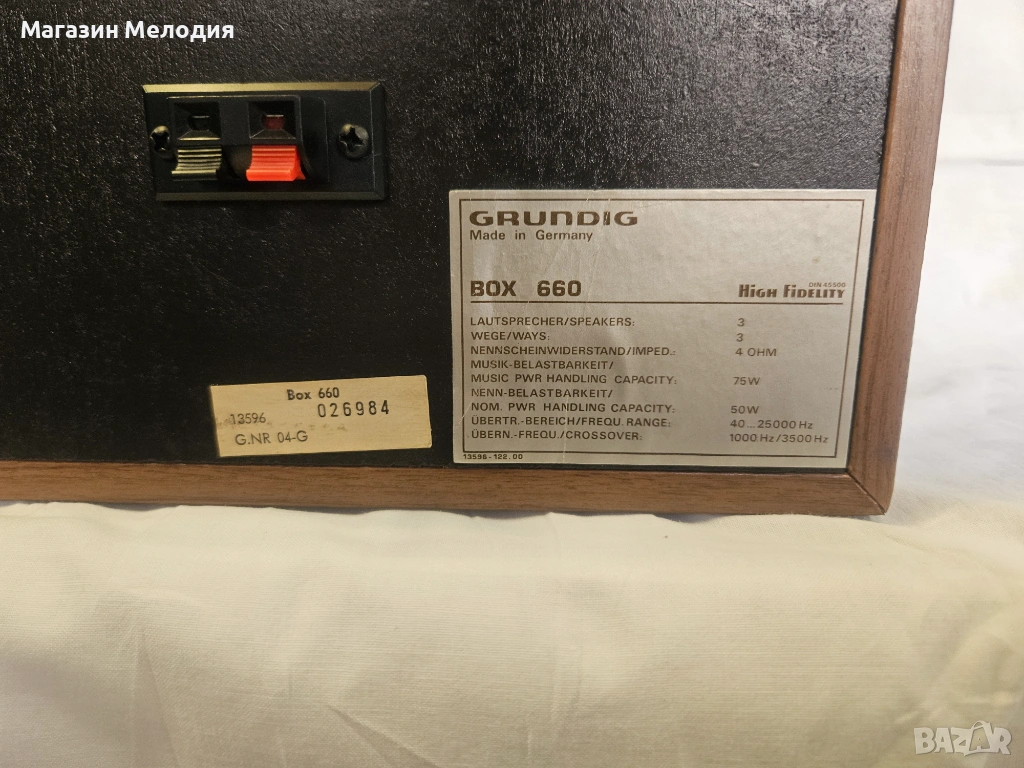 Магазин Мелодия
GRUNDIG
Made in Germany
BOX 660
DIN 45500
HIGH FIDELITY
LAUTSPRECHER/SPEAKERS: 3
WEGE/WAYS: 3
NENNSCHEINWIDERSTAND/IMPED.: 4 OHM
MUSIK-BELASTBARKEIT/
MUSIC PWR HANDLING CAPACITY: 75W
NENN-BELASTBARKEIT/
NOM. PWR HANDLING CAPACITY: 50W
ÜBERTR.-BEREICH/FREQU. RANGE: 40...25000 Hz
ÜBERN.-FREQU./CROSSOVER: 1000 Hz/3500 Hz
13596-122.00
Box 660
13596 026984
G.NR 04-G
BAZAR